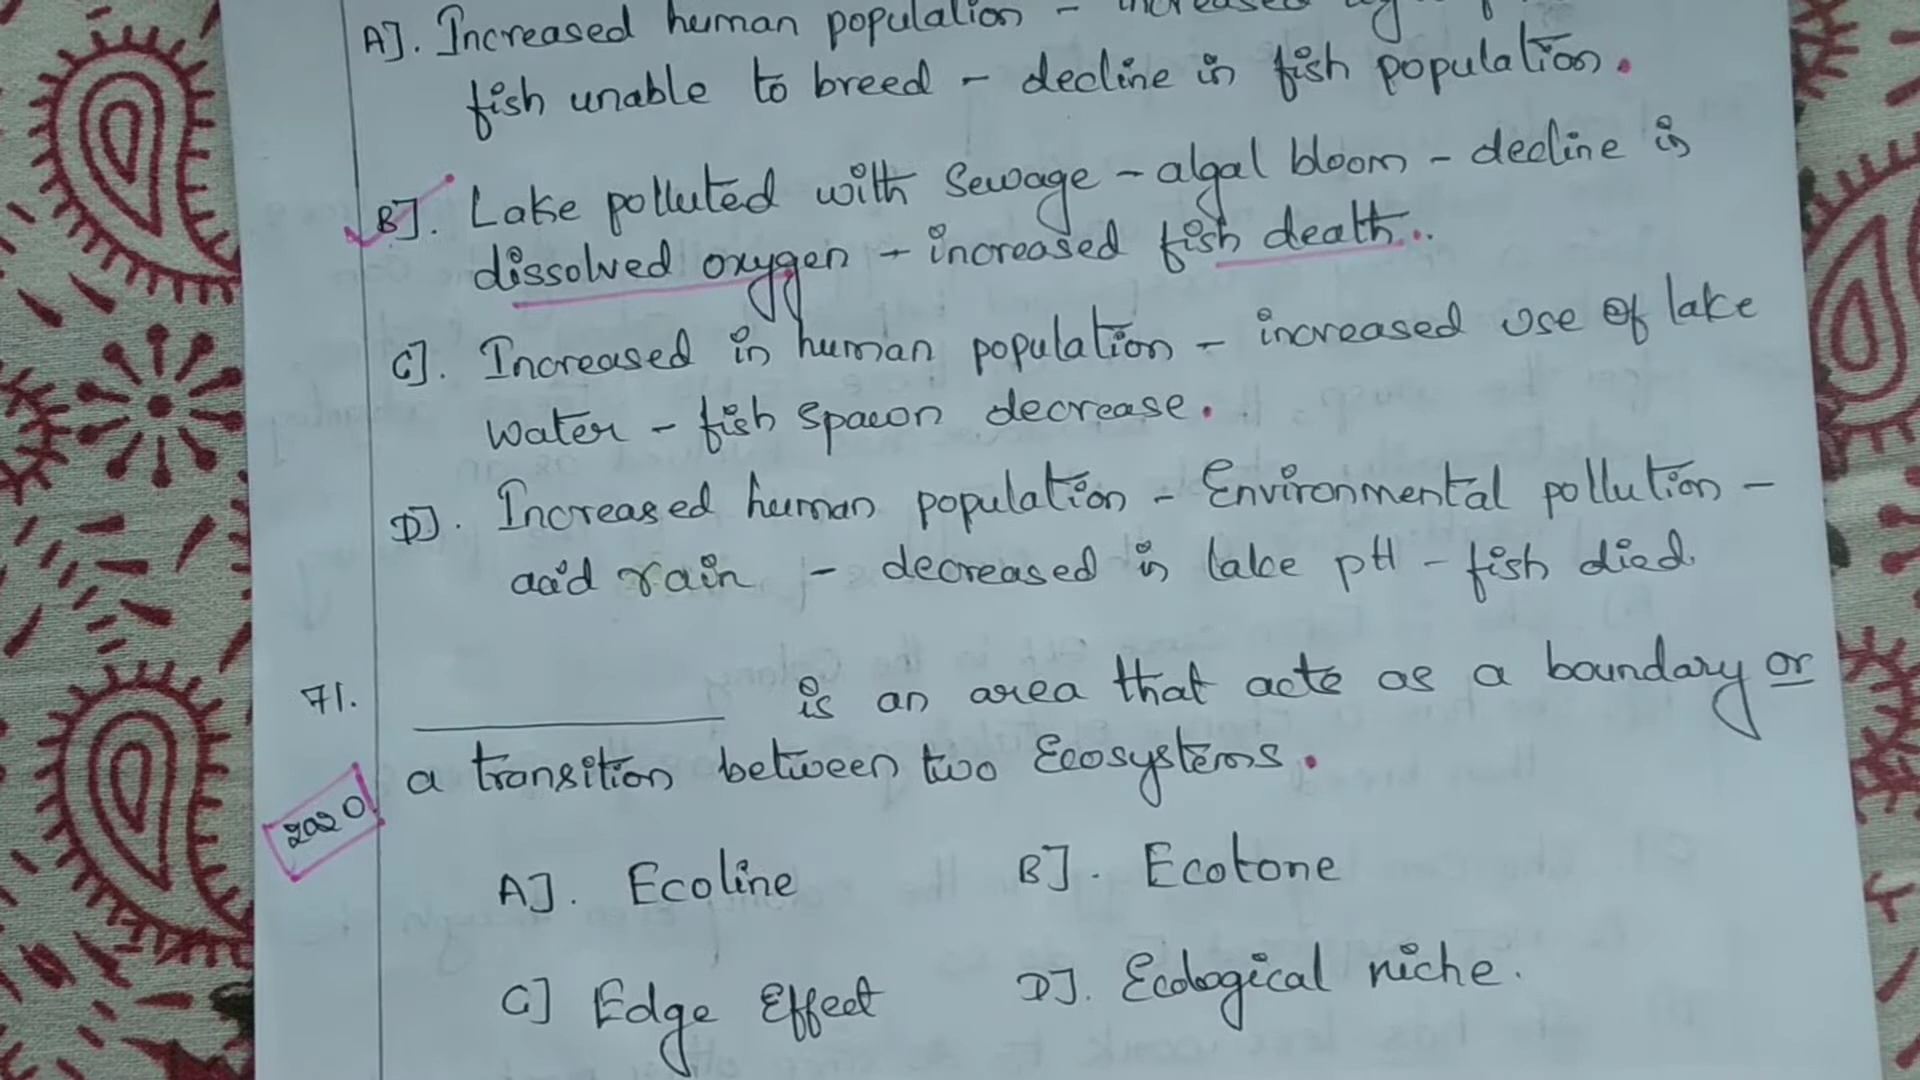 A]. Increased human population - increased
fish unable to breed - decline in fish population.
B]. Lake polluted with Sewage - algal bloom - decline in
dissolved oxygen - increased fish death..
C]. Increased in human population - increased use of lake
Water - fish spawn decrease.
D]. Increased human population - Environmental pollution -
acid rain - decreased in lake pH - fish died.
71. ________ is an area that acts as a boundary or
a transition between two Ecosystems.
2020
A]. Ecoline B]. Ecotone
C] Edge Effect D]. Ecological niche.